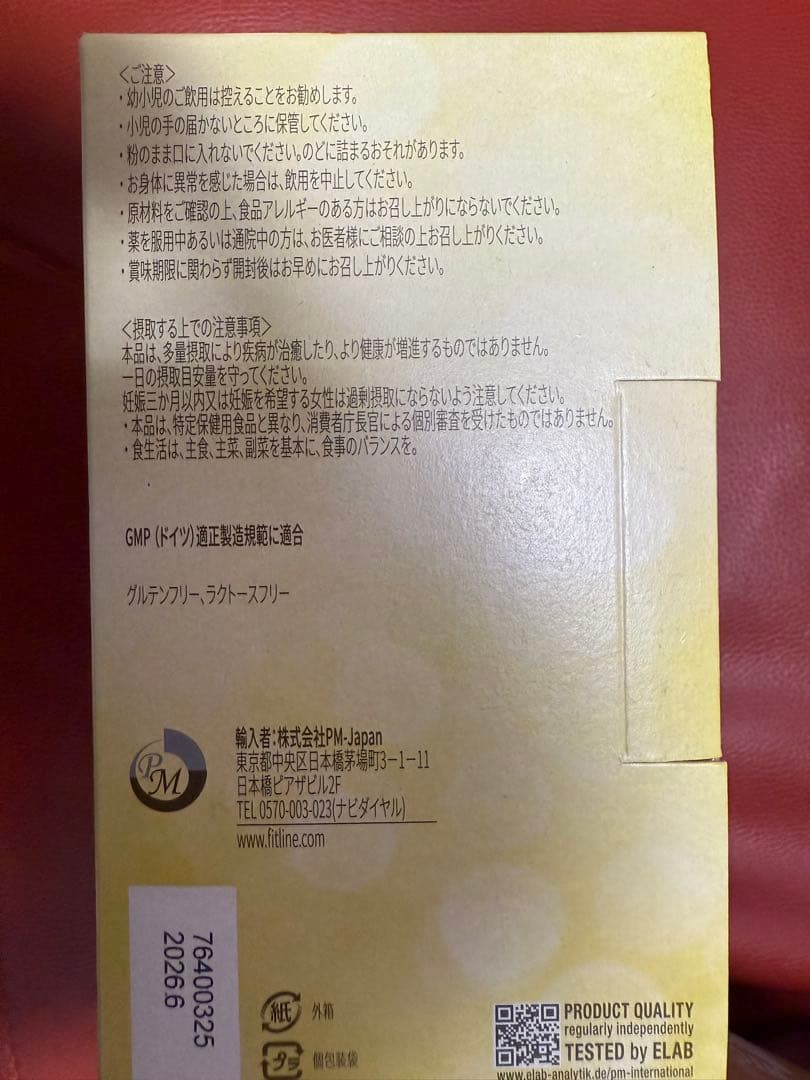 <ご注意>
・幼小児のご飲用は控えることをお勧めします。
・小児の手の届かないところに保管してください。
・粉のまま口に入れないでください。のどに詰まるおそれがあります。
・お身体に異常を感じた場合は、飲用を中止してください。
・原材料をご確認の上、食品アレルギーのある方はお召し上がりにならないでください。
・薬を服用中あるいは通院中の方は、お医者様にご相談の上お召し上がりください。
・賞味期限に関わらず開封後はお早めにお召し上がりください。
<摂取する上での注意事項>
本品は、多量摂取により疾病が治癒したり、より健康が増進するものではありません。
一日の摂取目安量を守ってください。
妊娠三か月以内又は妊娠を希望する女性は過剰摂取にならないよう注意してください。
・本品は、特定保健用食品と異なり、消費者庁長官による個別審査を受けたものではありません。
・食生活は、主食、主菜、副菜を基本に、食事のバランスを。
GMP（ドイツ）適正製造規範に適合
グルテンフリー、ラクトースフリー
PM
輸入者：株式会社PM-Japan
東京都中央区日本橋茅場町3－1－11
日本橋ピアザビル2F
TEL 0570-003-023(ナビダイヤル)
www.fitline.com
76400325
2026.6
紙 外箱
プラ 個包装袋
PRODUCT QUALITY
regularly independently
TESTED by ELAB
www.elab-analytik.de/pm-international